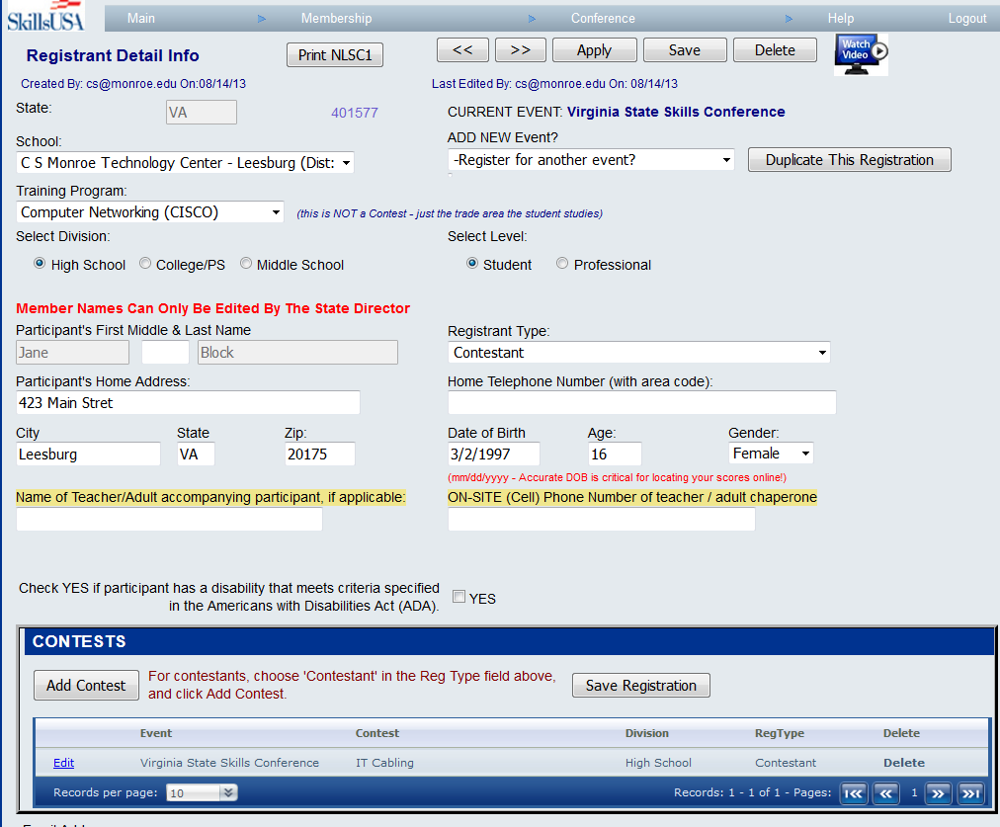 SkillsUSA
Main Membership Conference Help Logout
Registrant Detail Info Print NLSC1 << >> Apply Save Delete Watch Video
Created By: cs@monroe.edu On:08/14/13 Last Edited By: cs@monroe.edu On: 08/14/13
State: VA 401577 CURRENT EVENT: Virginia State Skills Conference
School: ADD NEW Event?
C S Monroe Technology Center - Leesburg (Dist: -Register for another event? Duplicate This Registration
Training Program:
Computer Networking (CISCO) (this is NOT a Contest - just the trade area the student studies)
Select Division: Select Level:
High School College/PS Middle School Student Professional
Member Names Can Only Be Edited By The State Director
Participant's First Middle & Last Name Registrant Type:
Jane Block Contestant
Participant's Home Address: Home Telephone Number (with area code):
423 Main Stret
City State Zip: Date of Birth Age: Gender:
Leesburg VA 20175 3/2/1997 16 Female
(mm/dd/yyyy - Accurate DOB is critical for locating your scores online!)
Name of Teacher/Adult accompanying participant, if applicable: ON-SITE (Cell) Phone Number of teacher / adult chaperone
Check YES if participant has a disability that meets criteria specified
in the Americans with Disabilities Act (ADA). YES
CONTESTS
Add Contest For contestants, choose 'Contestant' in the Reg Type field above, Save Registration
and click Add Contest.
Event Contest Division RegType Delete
Edit Virginia State Skills Conference IT Cabling High School Contestant Delete
Records per page: 10 Records: 1 - 1 of 1 - Pages: 1